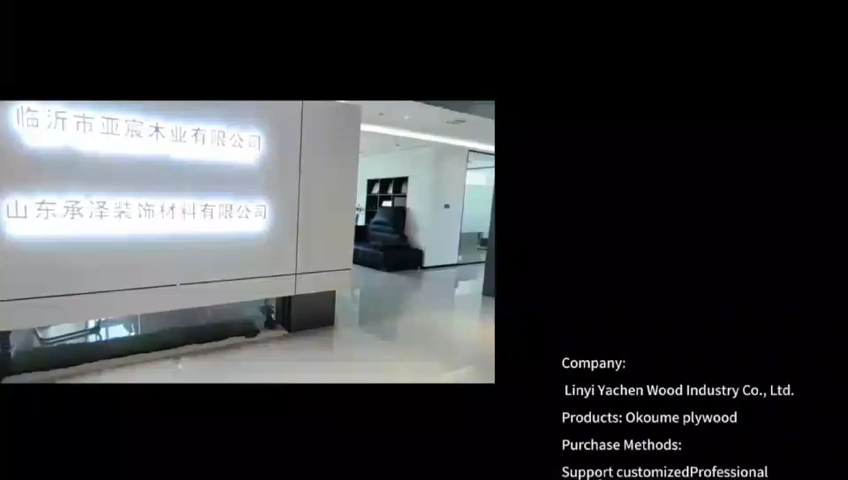 临沂市亚宸木业有限公司
山东承泽装饰材料有限公司
Company:
Linyi Yachen Wood Industry Co., Ltd.
Products: Okoume plywood
Purchase Methods:
Support customizedProfessional